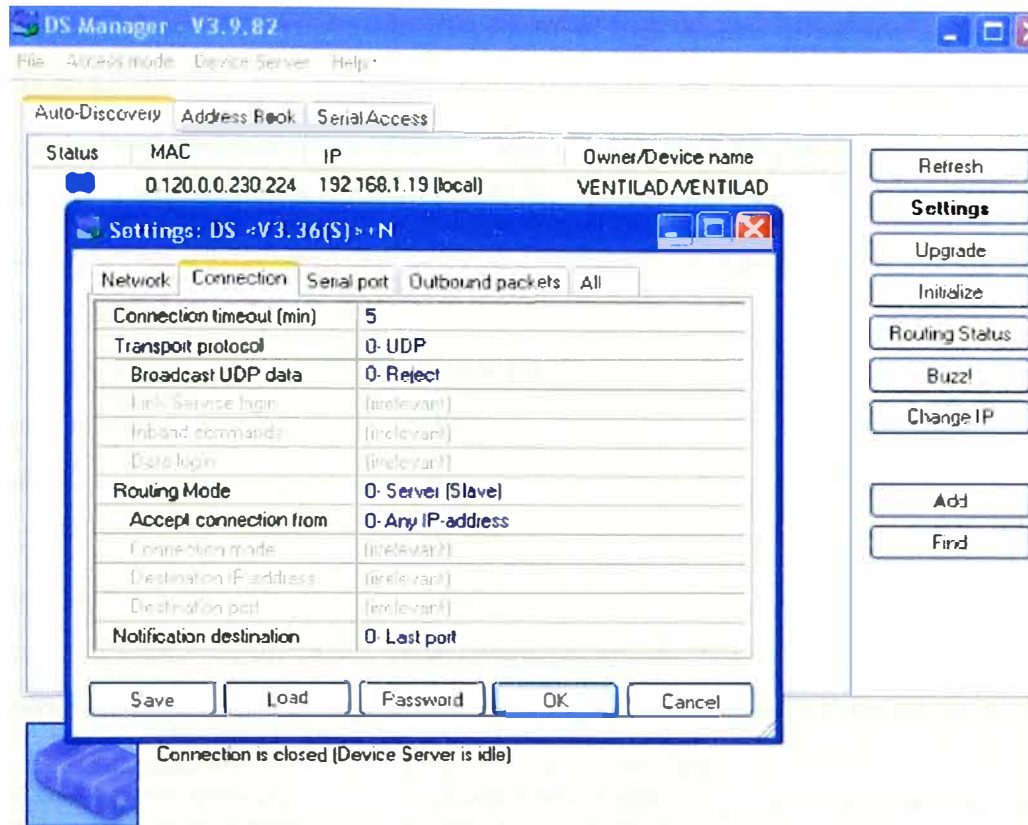 DS Manager - V3.9.82
File Access mode Device Server Help
Auto-Discovery Address Book Serial Access
Status MAC IP Owner/Device name
0.120.0.0.230.224 192.168.1.19 (local) VENTILAD/VENTILAD
Refresh
Settings
Upgrade
Initialize
Routing Status
Buzz!
Change IP
Add
Find
Settings: DS <V3.36(S)>+N
Network Connection Serial port Outbound packets All
Connection timeout (min) 5
Transport protocol 0- UDP
Broadcast UDP data 0- Reject
Link Service login (irrelevant)
Inband commands (irrelevant)
Data login (irrelevant)
Routing Mode 0- Server (Slave)
Accept connection from 0- Any IP-address
Connection mode (irrelevant)
Destination IP-address (irrelevant)
Destination port (irrelevant)
Notification destination 0- Last port
Save Load Password OK Cancel
Connection is closed (Device Server is idle)